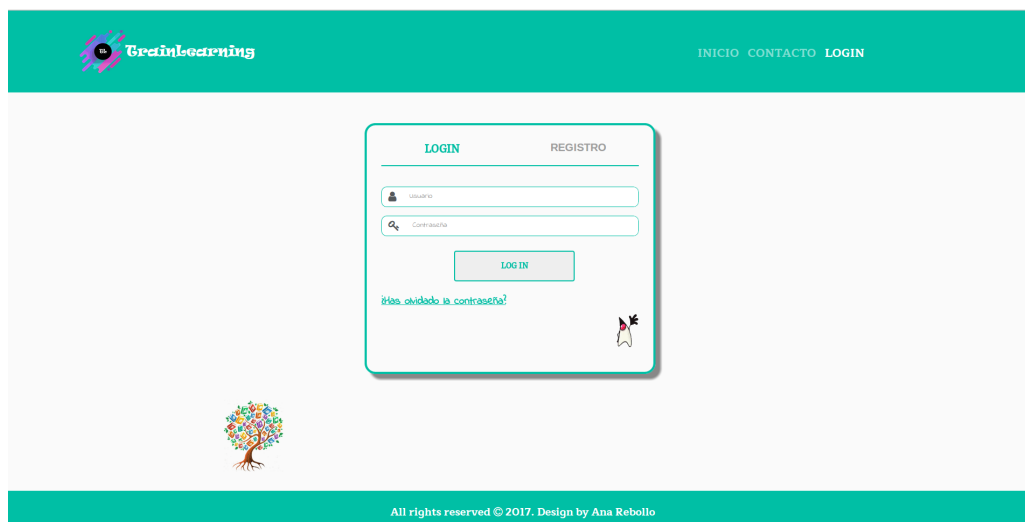 TL TrainLearning
INICIO CONTACTO LOGIN
LOGIN REGISTRO
Usuario
Contraseña
LOG IN
¿Has olvidado la contraseña?
All rights reserved © 2017. Design by Ana Rebollo